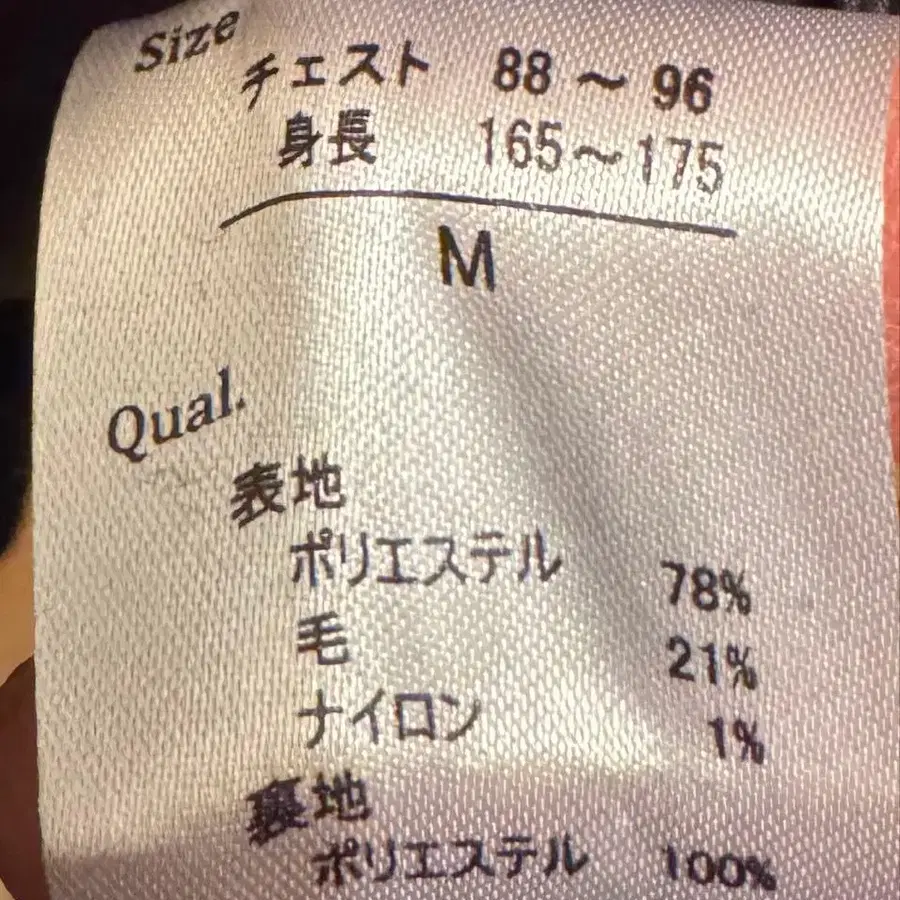 Size
チェスト 88 ～ 96
身長 165～175
M
Qual.
表地
ポリエステル 78%
毛 21%
ナイロン 1%
裏地
ポリエステル 100%